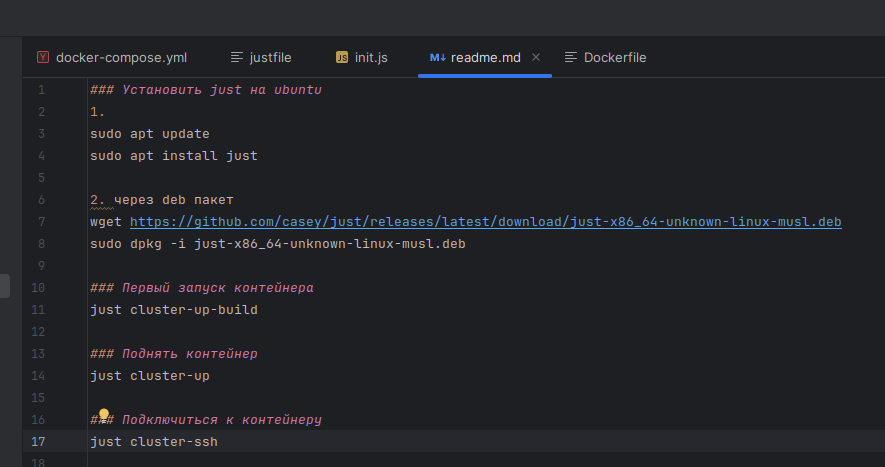 docker-compose.yml justfile init.js readme.md Dockerfile
1 ### Установить just на ubuntu
2 1.
3 sudo apt update
4 sudo apt install just
5
6 2. через deb пакет
7 wget https://github.com/casey/just/releases/latest/download/just-x86_64-unknown-linux-musl.deb
8 sudo dpkg -i just-x86_64-unknown-linux-musl.deb
9
10 ### Первый запуск контейнера
11 just cluster-up-build
12
13 ### Поднять контейнер
14 just cluster-up
15
16 ### Подключиться к контейнеру
17 just cluster-ssh
18